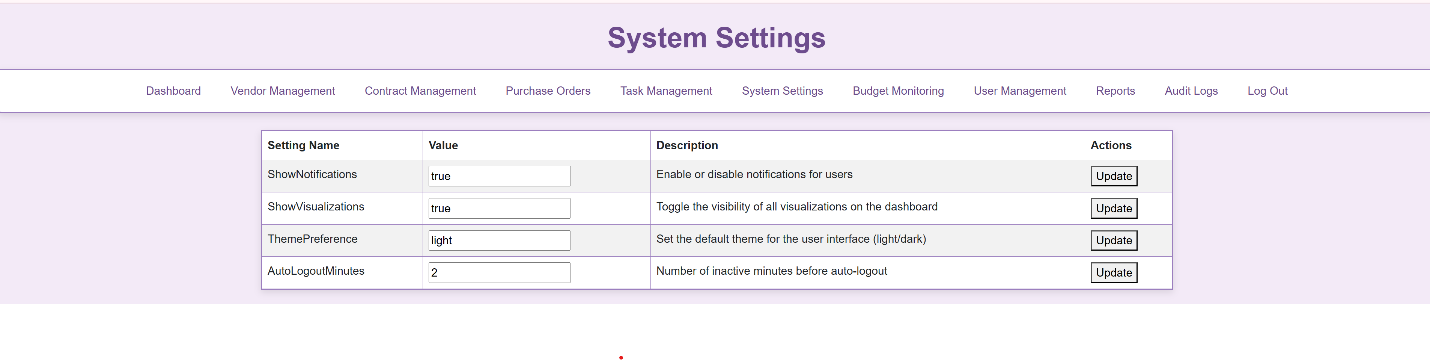 System Settings
Dashboard Vendor Management Contract Management Purchase Orders Task Management System Settings Budget Monitoring User Management Reports Audit Logs Log Out
Setting Name Value Description Actions
ShowNotifications true Enable or disable notifications for users Update
ShowVisualizations true Toggle the visibility of all visualizations on the dashboard Update
ThemePreference light Set the default theme for the user interface (light/dark) Update
AutoLogoutMinutes 2 Number of inactive minutes before auto-logout Update